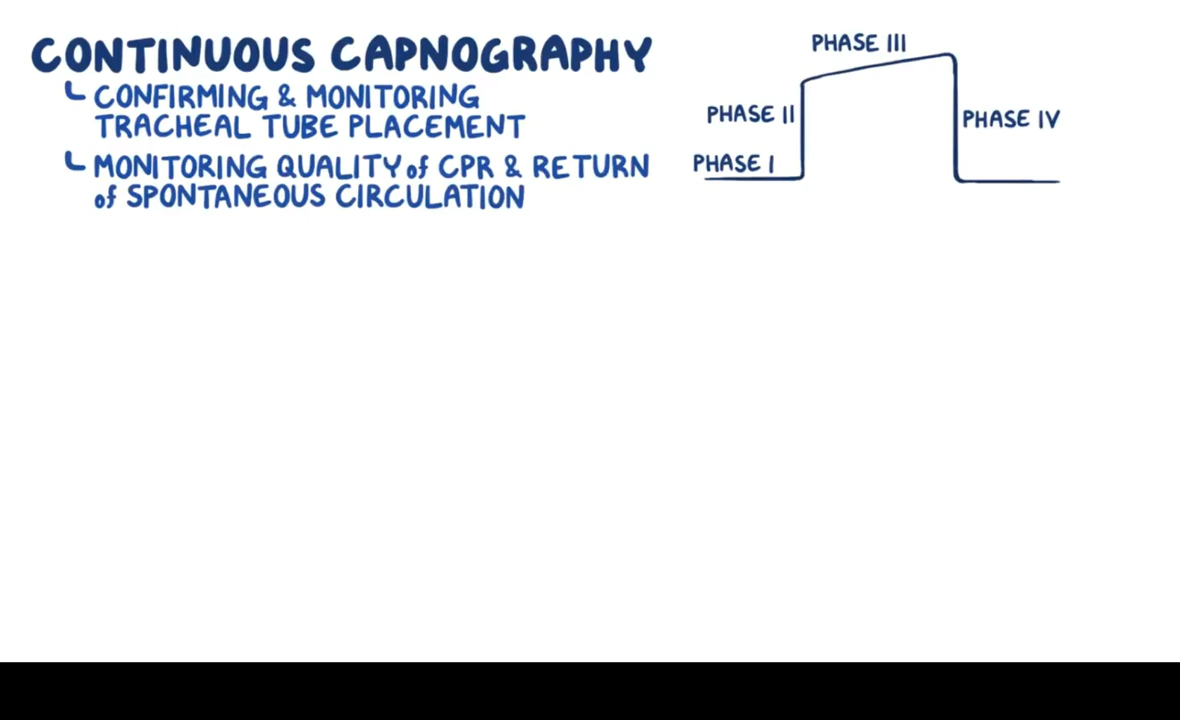 CONTINUOUS CAPNOGRAPHY
CONFIRMING & MONITORING
TRACHEAL TUBE PLACEMENT
MONITORING QUALITY of CPR & RETURN
of SPONTANEOUS CIRCULATION
PHASE III
PHASE II
PHASE IV
PHASE I